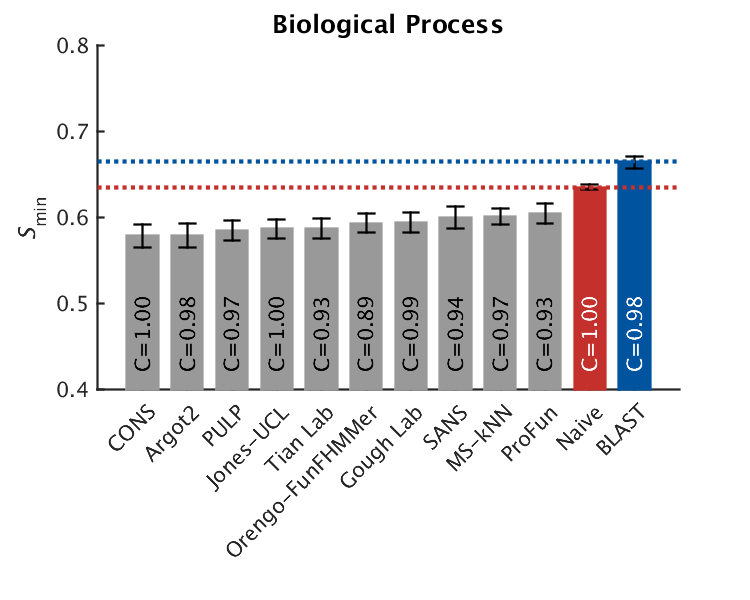 Biological Process
0.8
0.7
0.6
0.5
0.4
Smin
C=1.00
C=0.98
C=0.97
C=1.00
C=0.93
C=0.89
C=0.99
C=0.94
C=0.97
C=0.93
C=1.00
C=0.98
CONS
Argot2
PULP
Jones-UCL
Tian Lab
Orengo-FunFHMMer
Gough Lab
SANS
MS-kNN
ProFun
Naive
BLAST